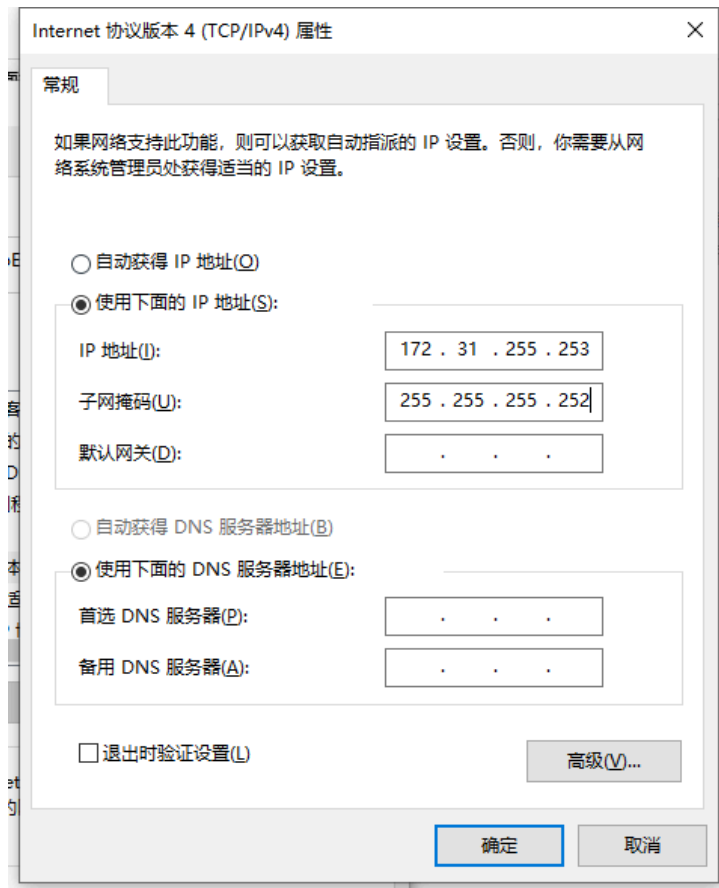 Internet 协议版本 4 (TCP/IPv4) 属性
常规
如果网络支持此功能，则可以获取自动指派的 IP 设置。否则，你需要从网
络系统管理员处获得适当的 IP 设置。
自动获得 IP 地址(O)
使用下面的 IP 地址(S):
IP 地址(I):
172 . 31 . 255 . 253
子网掩码(U):
255 . 255 . 255 . 252
默认网关(D):
. . .
自动获得 DNS 服务器地址(B)
使用下面的 DNS 服务器地址(E):
首选 DNS 服务器(P):
. . .
备用 DNS 服务器(A):
. . .
退出时验证设置(L)
高级(V)...
确定
取消